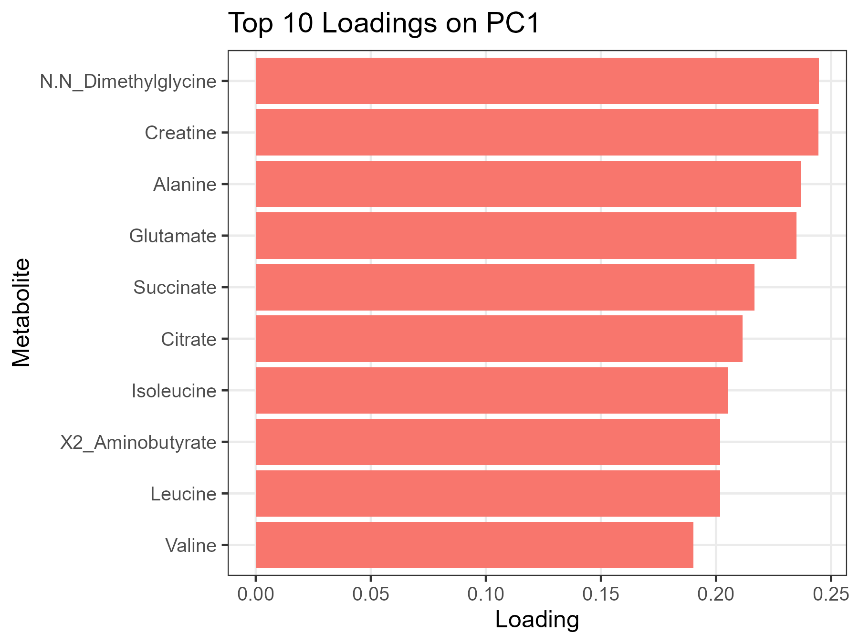 Top 10 Loadings on PC1
Metabolite
N.N_Dimethylglycine
Creatine
Alanine
Glutamate
Succinate
Citrate
Isoleucine
X2_Aminobutyrate
Leucine
Valine
0.00 0.05 0.10 0.15 0.20 0.25
Loading